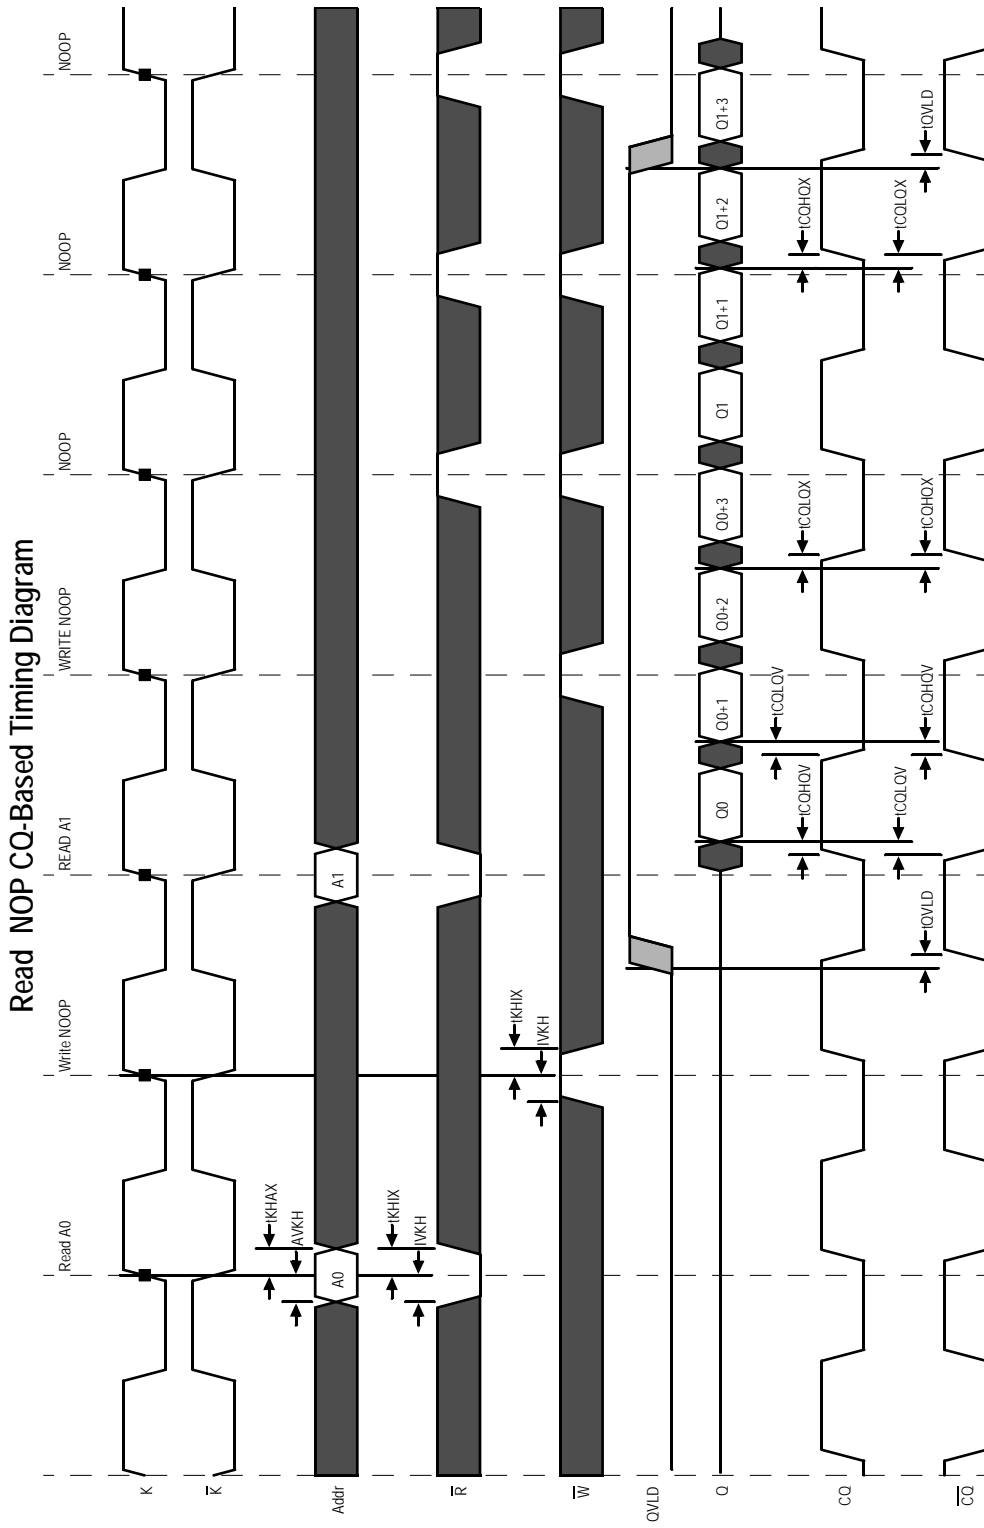 Read NOP CQ-Based Timing Diagram
Read A0
Write NOOP
READ A1
WRITE NOOP
NOOP
NOOP
NOOP
K
K
tKHAX
AVKH
Addr
A0
A1
tKHIX
IVKH
R
tKHIX
IVKH
W
QVLD
Q
Q0
Q0+1
Q0+2
Q0+3
Q1
Q1+1
Q1+2
Q1+3
tCQLQV
tCQHQV
tCQLQX
tCQHQX
CQ
tCQLQV
tCQLQX
tQVLD
tCQHQV
tCQHQX
tQVLD
CQ